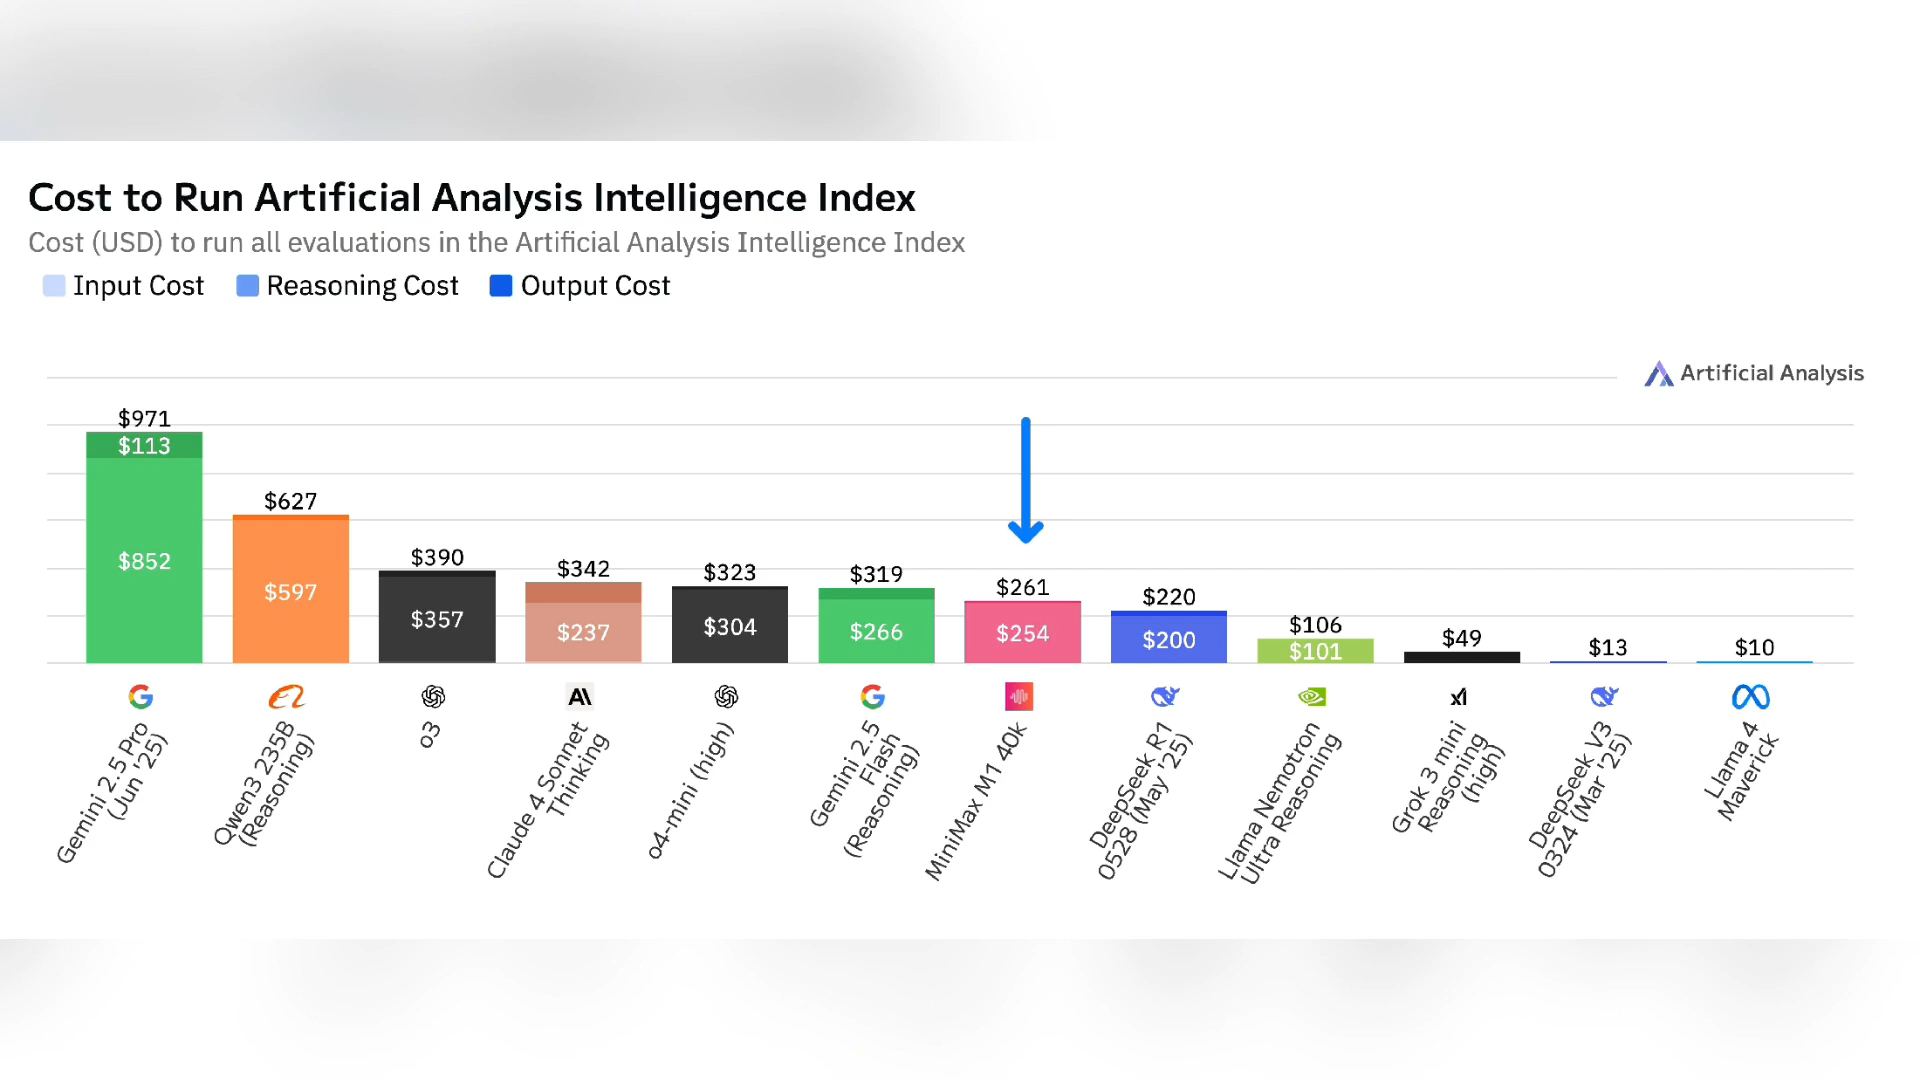 Cost to Run Artificial Analysis Intelligence Index
Cost (USD) to run all evaluations in the Artificial Analysis Intelligence Index
Input Cost
Reasoning Cost
Output Cost
Artificial Analysis
$971
$113
$852
$627
$597
$390
$357
$342
$237
$323
$304
$319
$266
$261
$254
$220
$200
$106
$101
$49
$13
$10
Gemini 2.5 Pro
(Jun '25)
Qwen3 235B
(Reasoning)
o3
Claude 4 Sonnet
Thinking
o4-mini (high)
Gemini 2.5
Flash
(Reasoning)
MiniMax M1 40k
DeepSeek R1
0528 (May '25)
Llama Nemotron
Ultra Reasoning
Grok 3 mini
Reasoning
(high)
DeepSeek V3
0324 (Mar '25)
Llama 4
Maverick